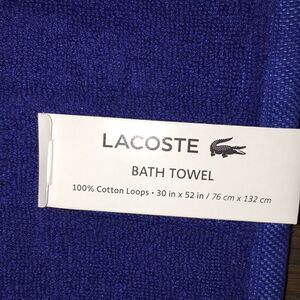 LACOSTE
BATH TOWEL
100% Cotton Loops • 30 in x 52 in / 76 cm x 132 cm